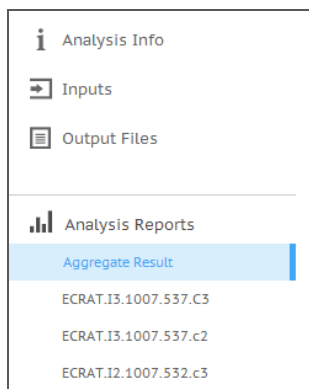 Analysis Info
Inputs
Output Files
Analysis Reports
Aggregate Result
ECRAT.I3.1007.537.C3
ECRAT.I3.1007.537.c2
ECRAT.I2.1007.532.c3